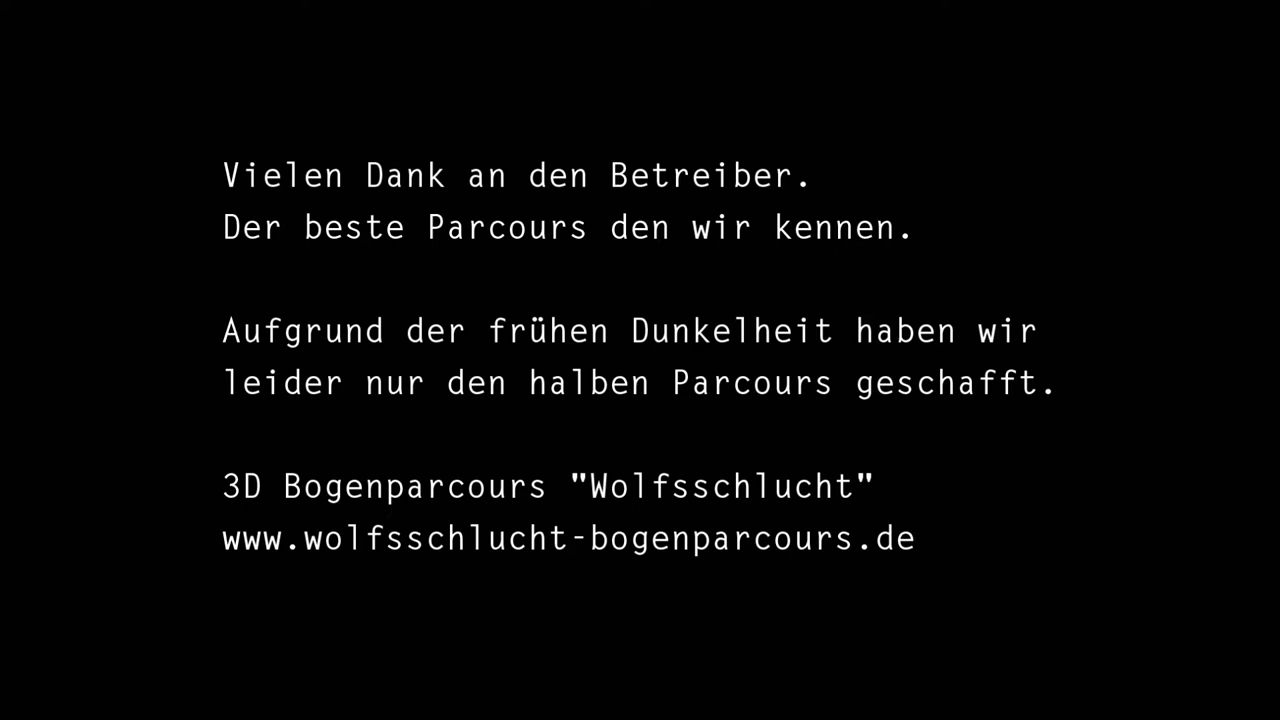 Vielen Dank an den Betreiber.
Der beste Parcours den wir kennen.
Aufgrund der frühen Dunkelheit haben wir
leider nur den halben Parcours geschafft.
3D Bogenparcours "Wolfsschlucht"
www.wolfsschlucht-bogenparcours.de